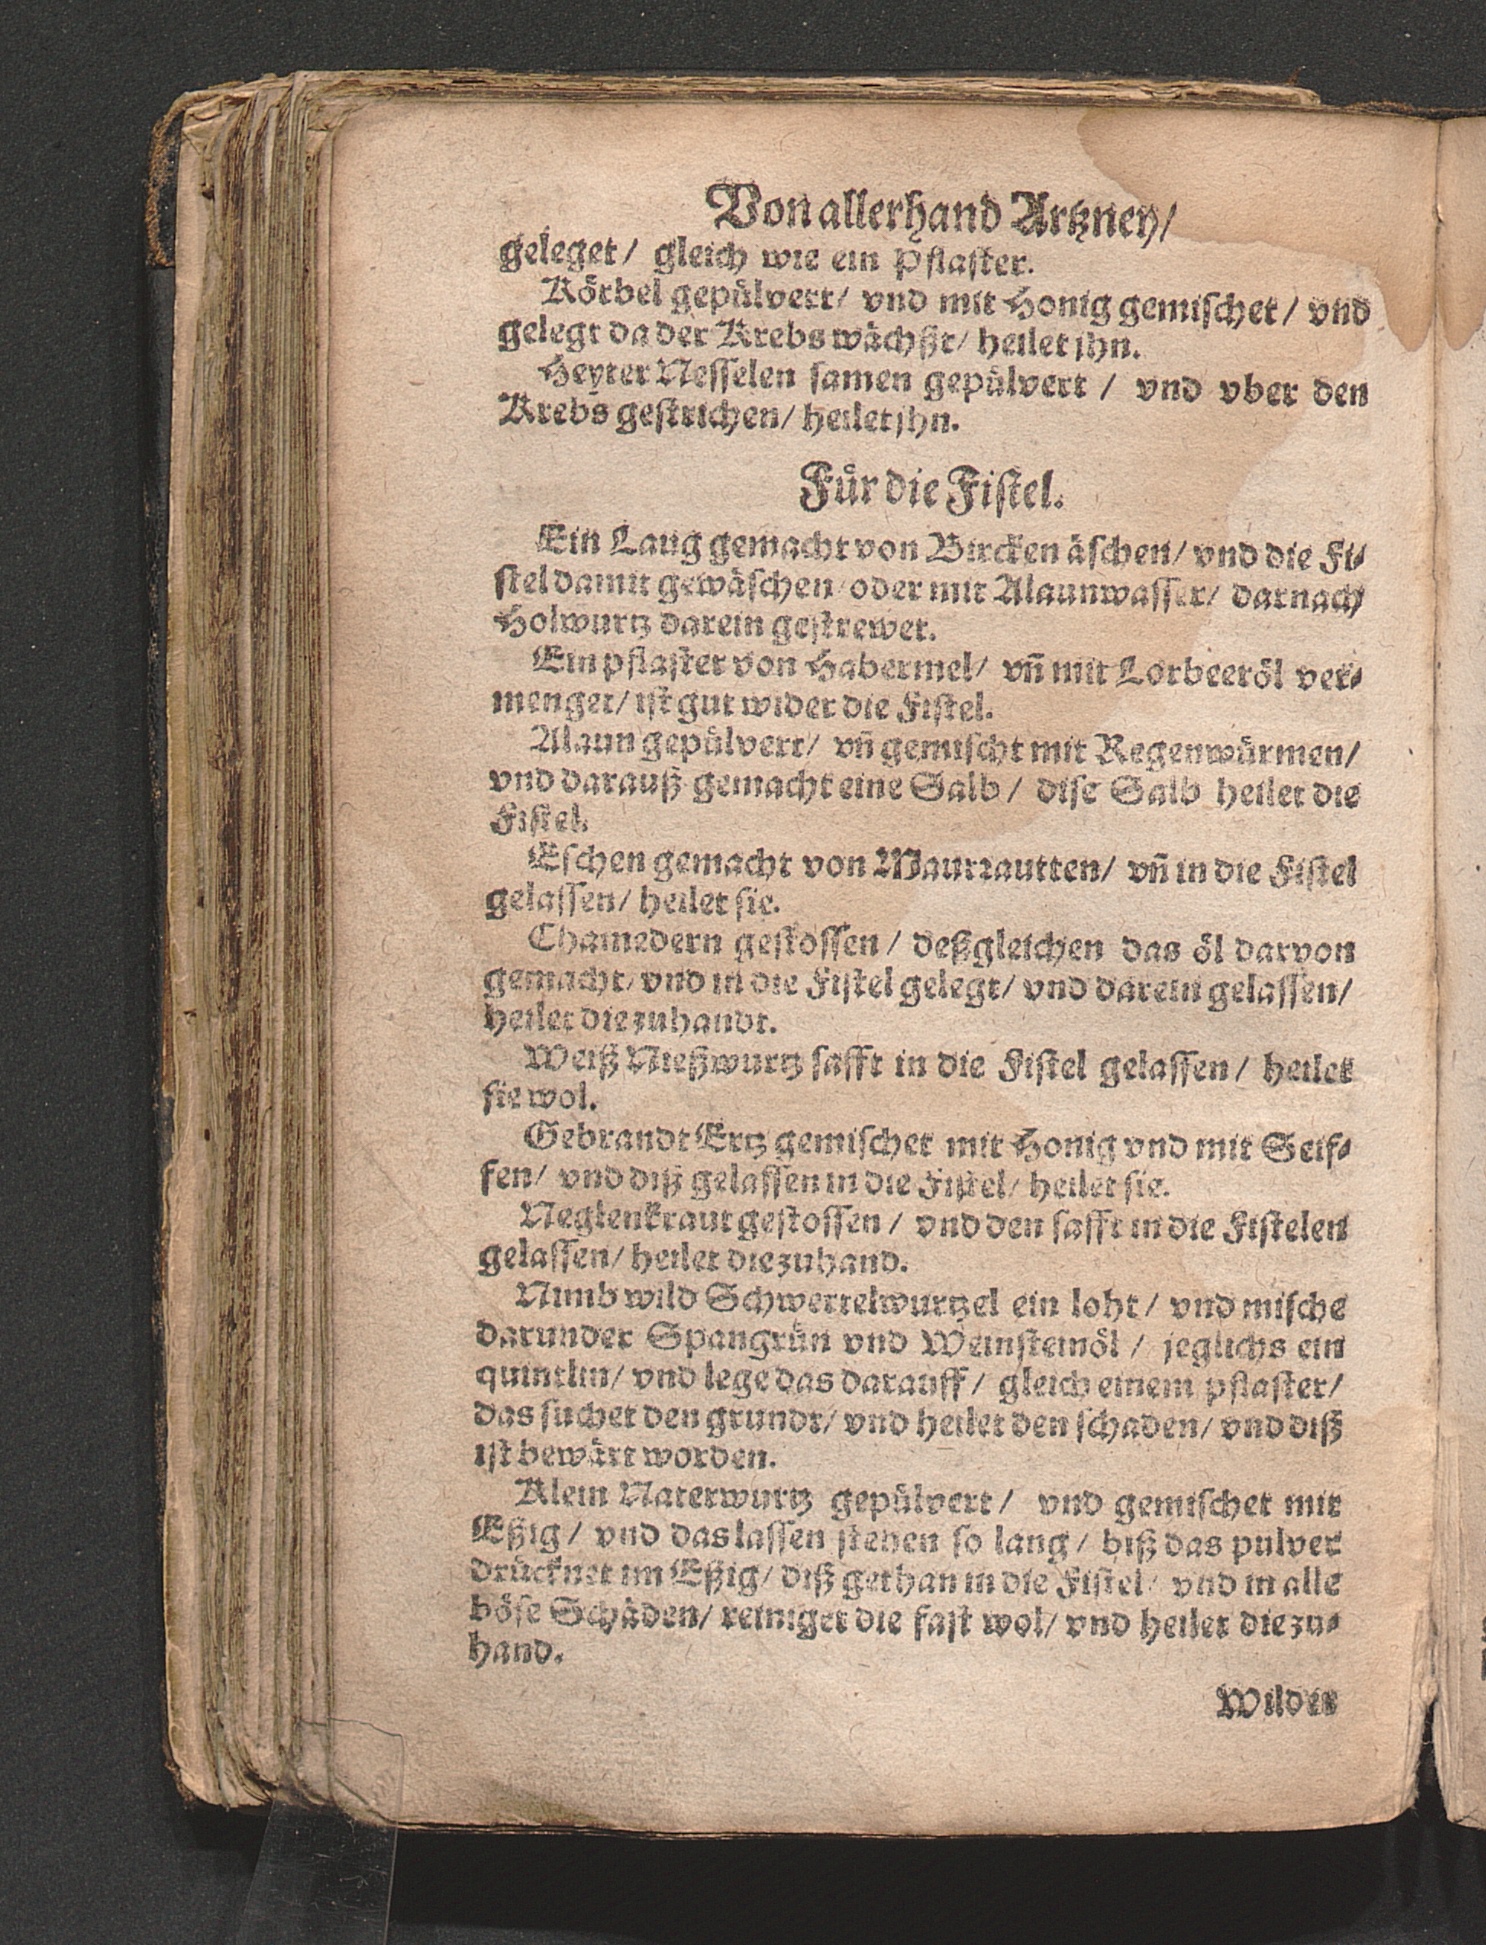 Von allerhand Artzney/
geleget/ gleich wie ein Pflaster.
Körbel gepülvert/ vnd mit Honig gemischet/ vnd
gelegt da der Krebs wächßt/ heilet jhn.
Heyter Nesselen samen gepülvert / vnd vber den
Krebs gestrichen/ heilet jhn.
Für die Fistel.
Ein Laug gemacht von Bircken äschen/ vnd die Fi-
stel damit gewäschen/ oder mit Alaunwasser/ darnach
Holwurtz darein gestrewet.
Ein pflaster von Habermel/ vñ mit Lorbeeröl ver-
menget/ ist gut wider die Fistel.
Alaun gepülvert/ vñ gemischt mit Regenwürmen/
vnd darauß gemacht eine Salb / dise Salb heilet die
Fistel.
Eschen gemacht von Maurrautten/ vñ in die Fistel
gelassen/ heilet sie.
Chamedern gestossen / deßgleichen das öl darvon
gemacht/ vnd in die Fistel gelegt/ vnd darein gelassen/
heilet die zuhandt.
Weiß Nießwurtz safft in die Fistel gelassen / heilet
sie wol.
Gebrandt Ertz gemischet mit Honig vnd mit Seif-
fen/ vnd diß gelassen in die Fistel/ heilet sie.
Neglenkraut gestossen / vnd den safft in die Fistelen
gelassen/ heilet die zuhand.
Nimb wild Schwertelwurtzel ein loht / vnd mische
darunder Spangrün vnd Weinsteinöl / jeglichs ein
quintlin/ vnd lege das darauff / gleich einem pflaster/
das suchet den grundt/ vnd heilet den schaden/ vnd diß
ist bewärt worden.
Klein Naterwurtz gepülvert / vnd gemischet mit
Eßig / vnd das lassen stehen so lang / biß das pulver
drücknet im Eßig/ diß gethan in die Fistel/ vnd in alle
böse Schäden/ reiniget die fast wol/ vnd heilet die zu-
hand.
Wilder